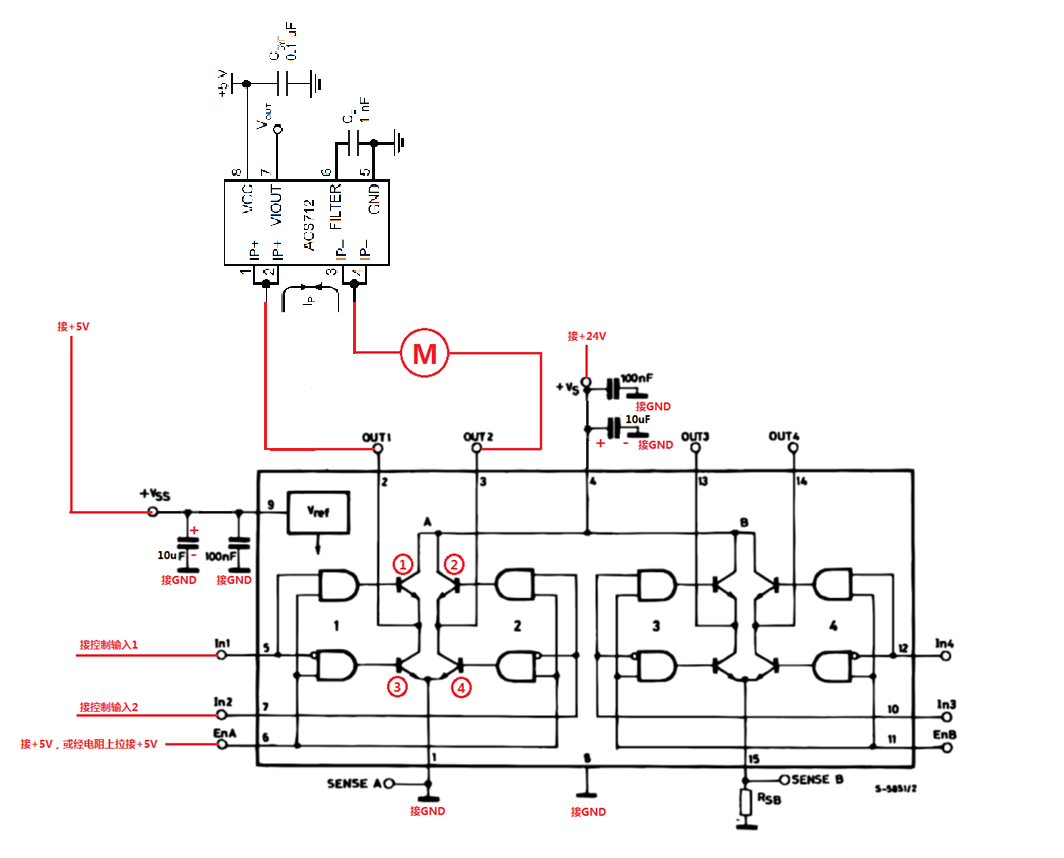 +5 V
CBYP
0.1 uF
VOUT
CF
1 nF
8
7
6
5
VCC
VIOUT
FILTER
GND
ACS712
IP+
IP+
IP-
IP-
1
2
3
4
IP
M
接+5V
接+24V
+VS
100nF
接GND
10uF
+ -
接GND
OUT1
OUT2
OUT3
OUT4
2
3
4
13
14
+VSS
9
Vref
A
B
+
10uF
-
100nF
接GND
接GND
①
②
1
2
3
4
③
④
接控制输入1
In1
5
12
In4
接控制输入2
In2
7
10
In3
接+5V，或经电阻上拉接+5V
EnA
6
11
EnB
1
8
15
SENSE A
SENSE B
S-5851/2
接GND
接GND
RSB